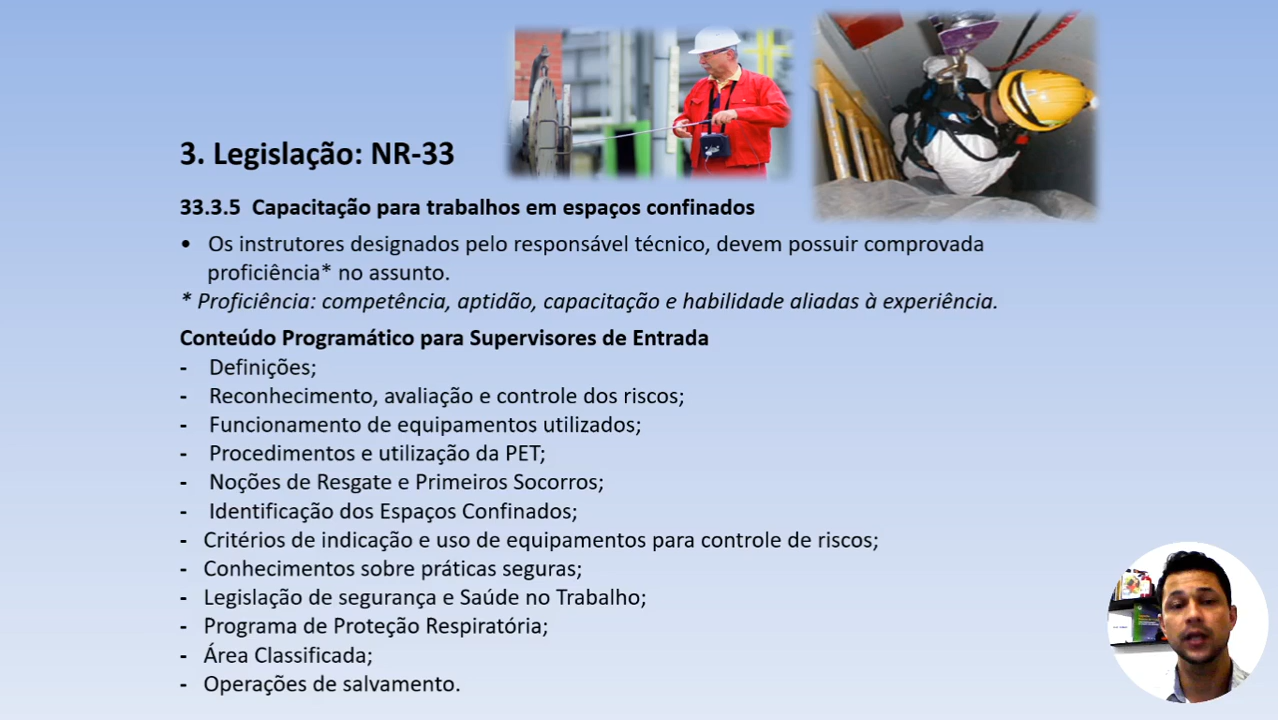 3. Legislação: NR-33
33.3.5 Capacitação para trabalhos em espaços confinados
• Os instrutores designados pelo responsável técnico, devem possuir comprovada
proficiência* no assunto.
* Proficiência: competência, aptidão, capacitação e habilidade aliadas à experiência.
Conteúdo Programático para Supervisores de Entrada
- Definições;
- Reconhecimento, avaliação e controle dos riscos;
- Funcionamento de equipamentos utilizados;
- Procedimentos e utilização da PET;
- Noções de Resgate e Primeiros Socorros;
- Identificação dos Espaços Confinados;
- Critérios de indicação e uso de equipamentos para controle de riscos;
- Conhecimentos sobre práticas seguras;
- Legislação de segurança e Saúde no Trabalho;
- Programa de Proteção Respiratória;
- Área Classificada;
- Operações de salvamento.